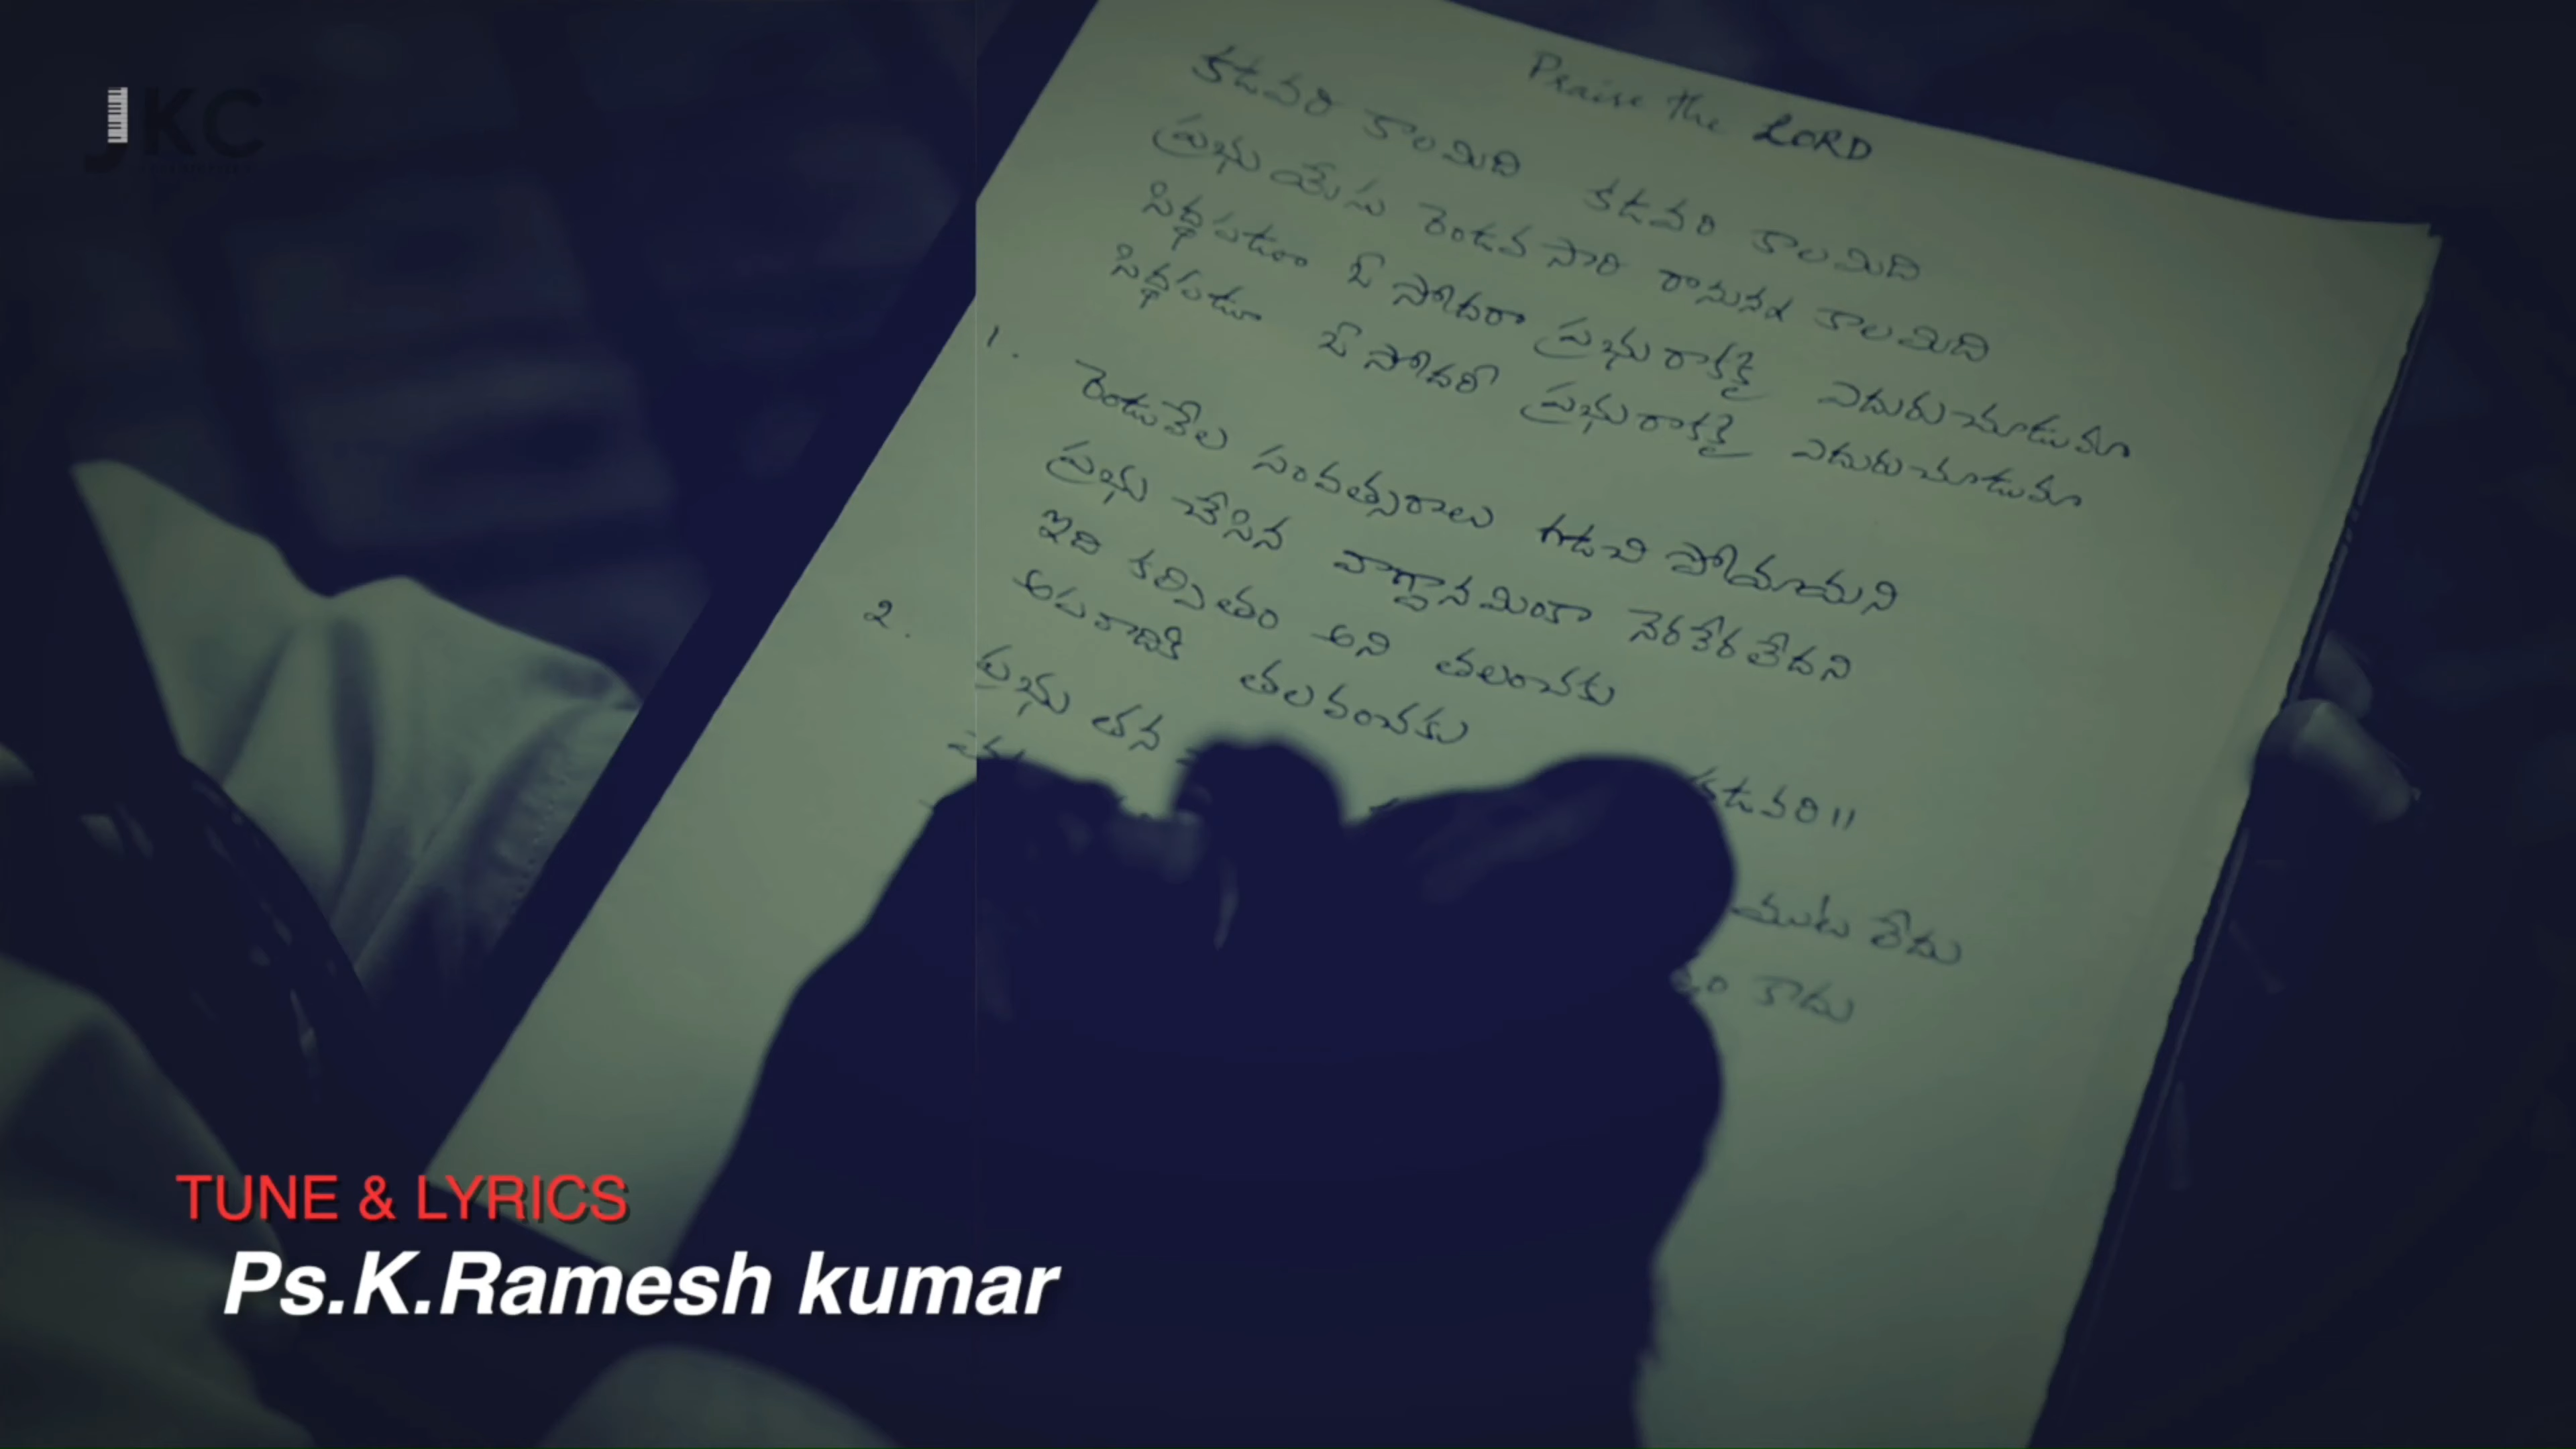 JKC
Praise the LORD
కడవరి కాలమిది కడవరి కాలమిది
ప్రభు యేసు రెండవ సారి రానున్న కాలమిది
సిద్ధపడూ ఓ సోదరా ప్రభు రాకకై ఎదురుచూడుమా
సిద్ధపడూ ఓ సోదరీ ప్రభు రాకకై ఎదురుచూడుమా
1. రెండువేల సంవత్సరాలు గడచి పోయాయని
ప్రభు చేసిన వాగ్దానమింకా నెరవేర లేదని
ఇది కల్పితం అని తలంచకు
అపవాదికి తలవంచకు
కడవరి॥
2. ప్రభు తన
ముట లేదు
కాదు
TUNE & LYRICS
Ps.K.Ramesh kumar